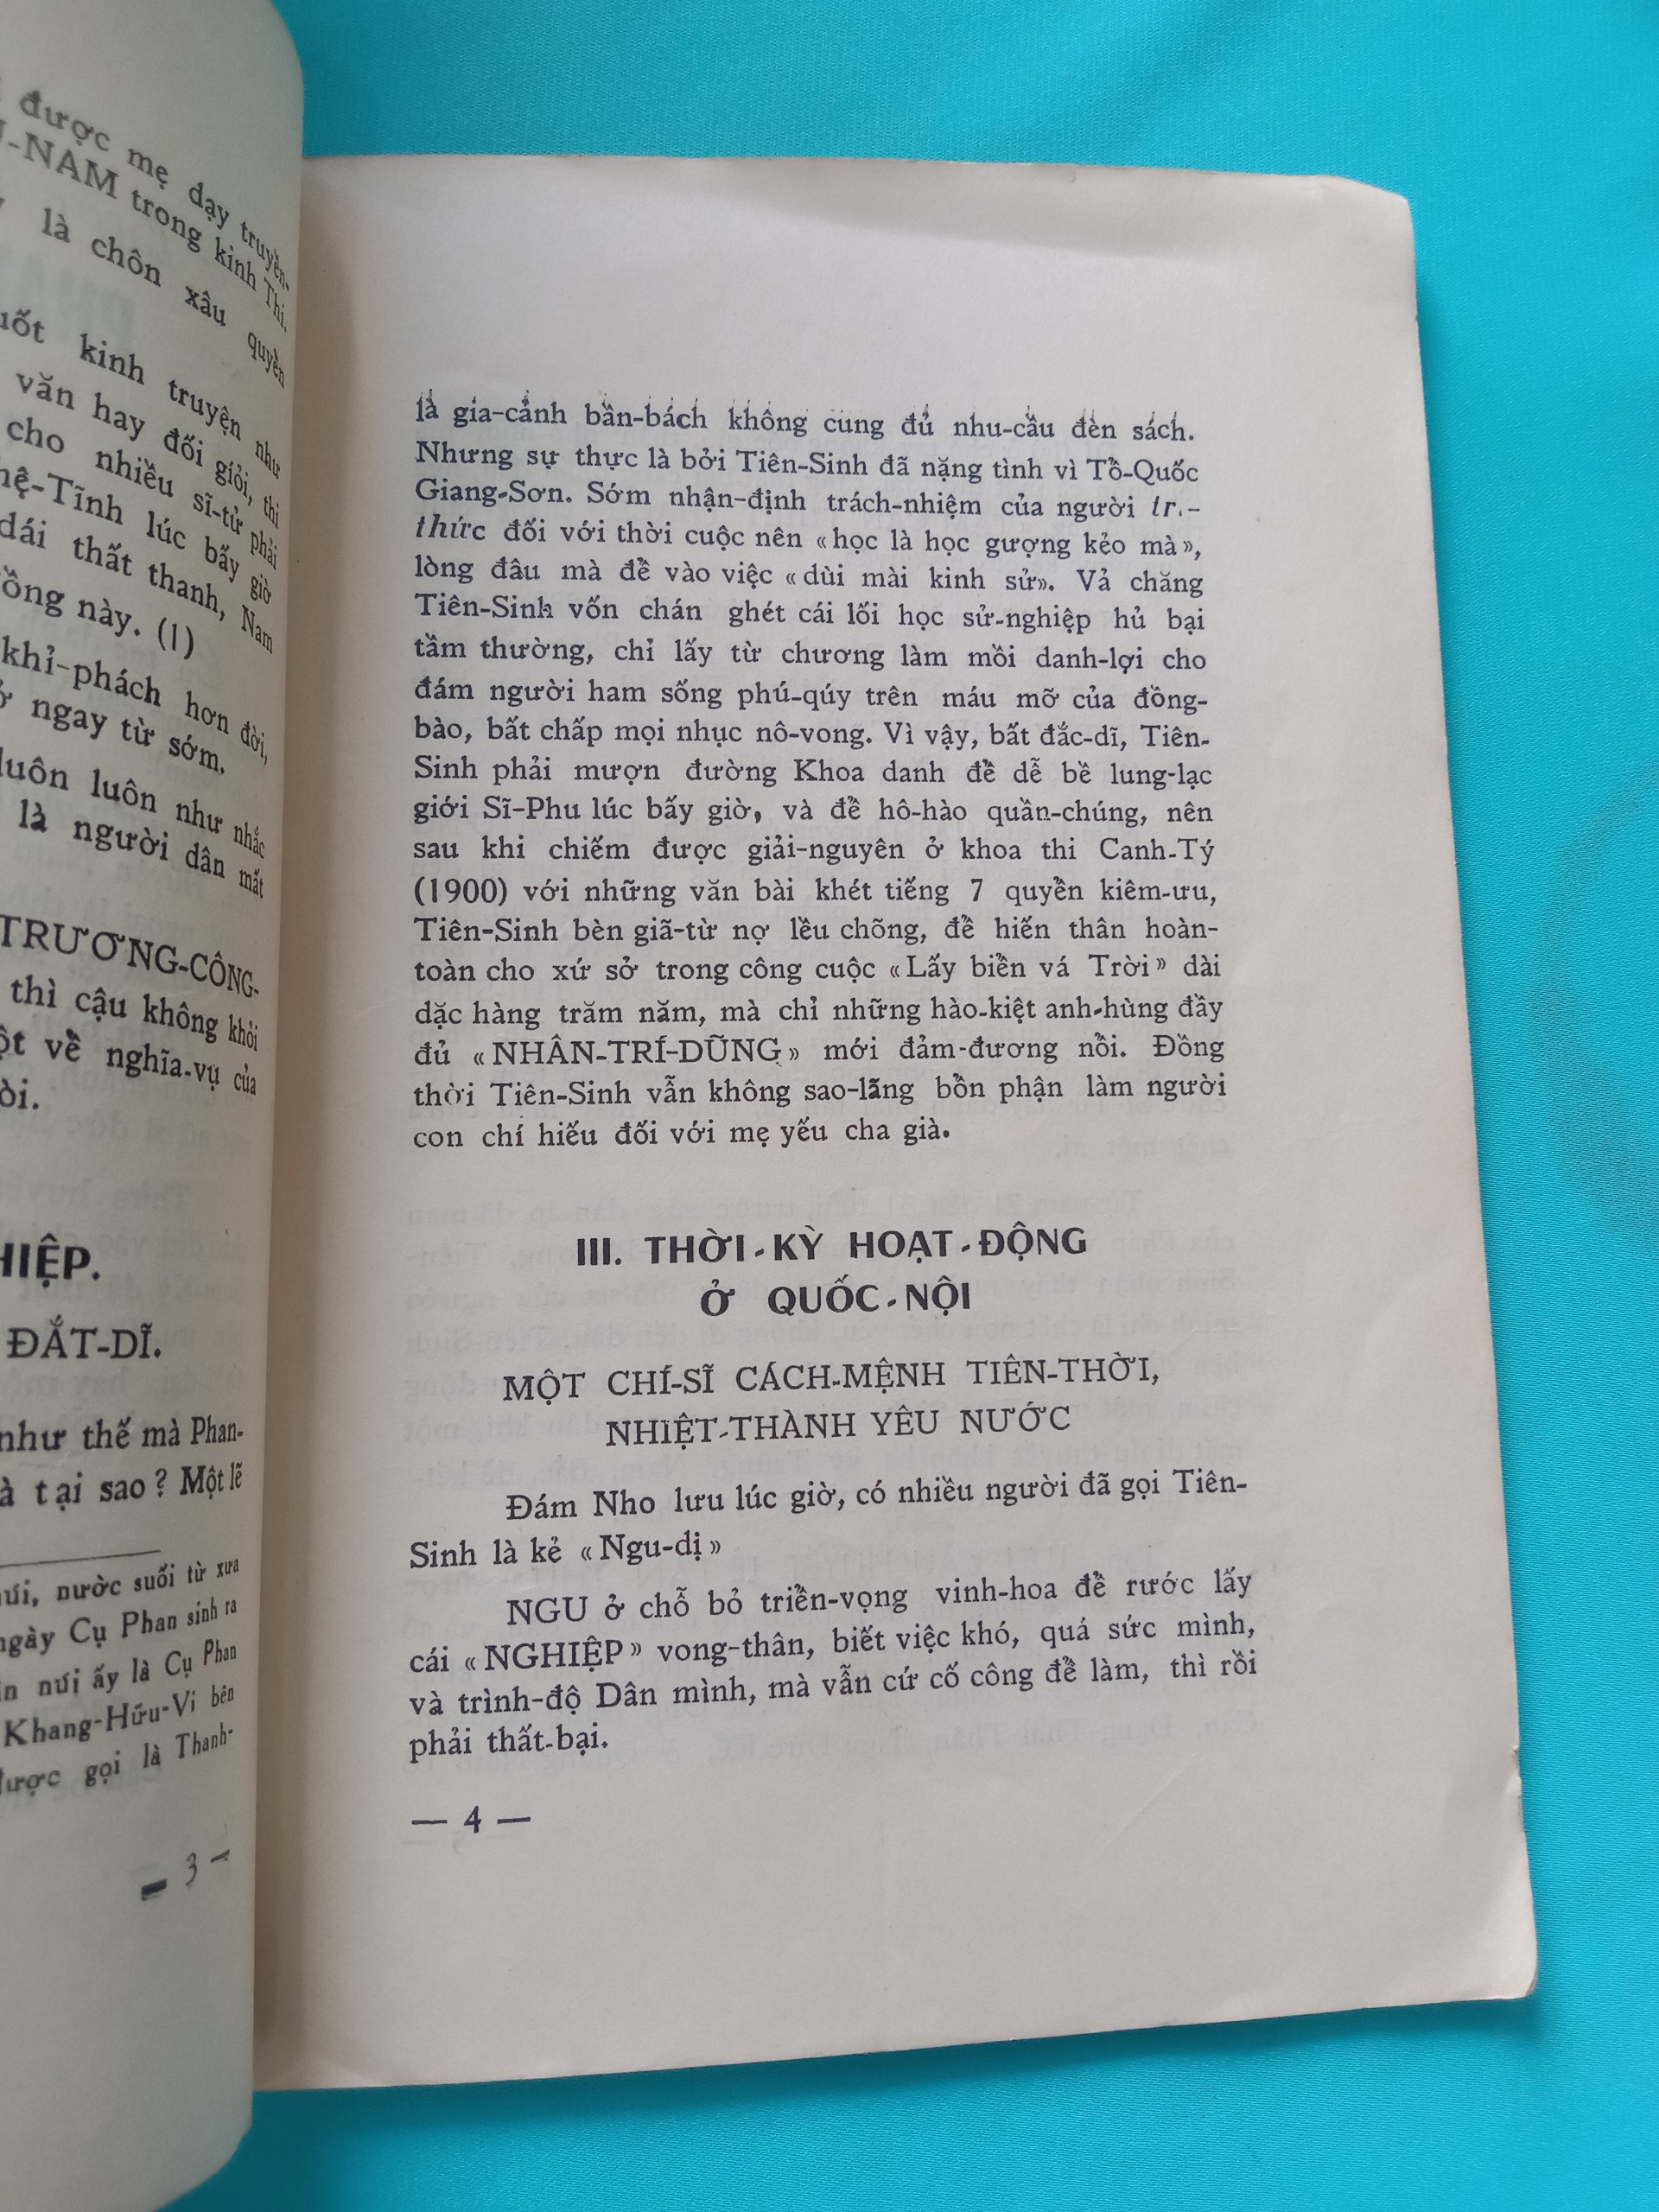 được mẹ dạy truyền-
-NAM trong kinh Thi.
là chôn xâu quyền
uốt kinh truyện như
văn hay đối giỏi, thi
cho nhiều sĩ-tử phải
hệ-Tĩnh lúc bấy giờ
dái thất thanh, Nam
ồng này. (1)
khỉ-phách hơn đời,
ngay từ sớm.
luôn luôn như nhắc
là người dân mất
TRƯƠNG-CÔNG-
thì cậu không khỏi
ột về nghĩa-vụ của
òi.
HIỆP.
ĐẮT-DĨ.
như thế mà Phan-
à tại sao ? Một lẽ
núi, nước suối từ xưa
ngày Cụ Phan sinh ra
n núi ấy là Cụ Phan
Khang-Hữu-Vi bên
được gọi là Thanh-
— 3 —
là gia-cảnh bần-bách không cung đủ nhu-cầu đèn sách.
Nhưng sự thực là bởi Tiên-Sinh đã nặng tình vì Tổ-Quốc
Giang-Sơn. Sớm nhận-định trách-nhiệm của người tr.-
thức đối với thời cuộc nên « học là học gượng kẻo mà »,
lòng đâu mà để vào việc « dùi mài kinh sử». Vả chăng
Tiên-Sinh vốn chán ghét cái lối học sử-nghiệp hủ bại
tầm thường, chỉ lấy từ chương làm mồi danh-lợi cho
đám người ham sống phú-qúy trên máu mỡ của đồng-
bào, bất chấp mọi nhục nô-vong. Vì vậy, bất đắc-dĩ, Tiên-
Sinh phải mượn đường Khoa danh để dễ bề lung-lạc
giới Sĩ-Phu lúc bấy giờ, và để hô-hào quần-chúng, nên
sau khi chiếm được giải-nguyên ở khoa thi Canh-Tý
(1900) với những văn bài khét tiếng 7 quyển kiêm-ưu,
Tiên-Sinh bèn giã-từ nợ lều chõng, để hiến thân hoàn-
toàn cho xứ sở trong công cuộc « Lấy biển vá Trời » dài
dặc hàng trăm năm, mà chỉ những hào-kiệt anh-hùng đầy
đủ « NHÂN-TRÍ-DŨNG » mới đảm-đương nổi. Đồng
thời Tiên-Sinh vẫn không sao-lãng bổn phận làm người
con chí hiếu đối với mẹ yếu cha già.
III. THỜI-KỲ HOẠT-ĐỘNG
Ở QUỐC-NỘI
MỘT CHÍ-SĨ CÁCH-MỆNH TIÊN-THỜI,
NHIỆT-THÀNH YÊU NƯỚC
Đám Nho lưu lúc giờ, có nhiều người đã gọi Tiên-
Sinh là kẻ « Ngu-dị »
NGU ở chỗ bỏ triển-vọng vinh-hoa để rước lấy
cái « NGHIỆP » vong-thân, biết việc khó, quá sức mình,
và trình-độ Dân mình, mà vẫn cứ cố công để làm, thì rồi
phải thất-bại.
— 4 —